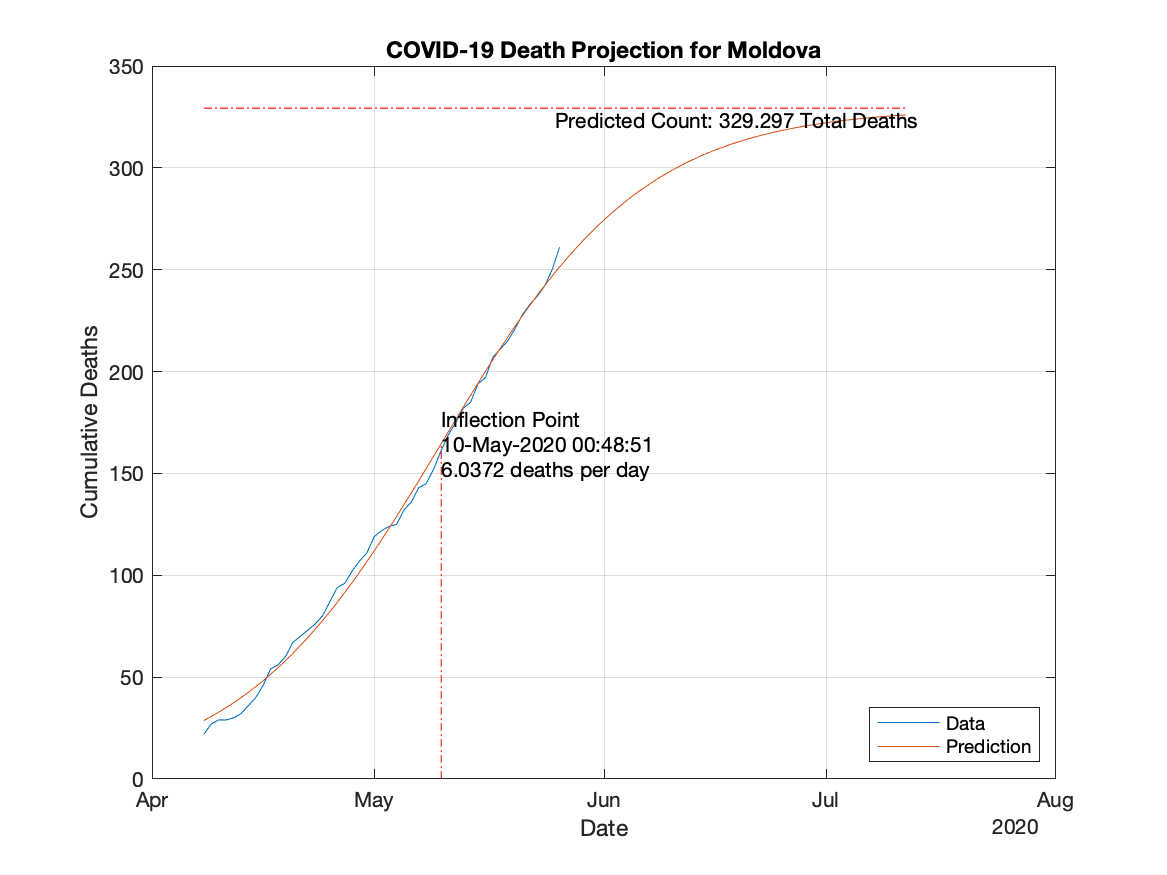 COVID-19 Death Projection for Moldova
350
300
250
200
150
100
50
0
Cumulative Deaths
Predicted Count: 329.297 Total Deaths
Inflection Point
10-May-2020 00:48:51
6.0372 deaths per day
Data
Prediction
Apr May Jun Jul Aug
Date
2020